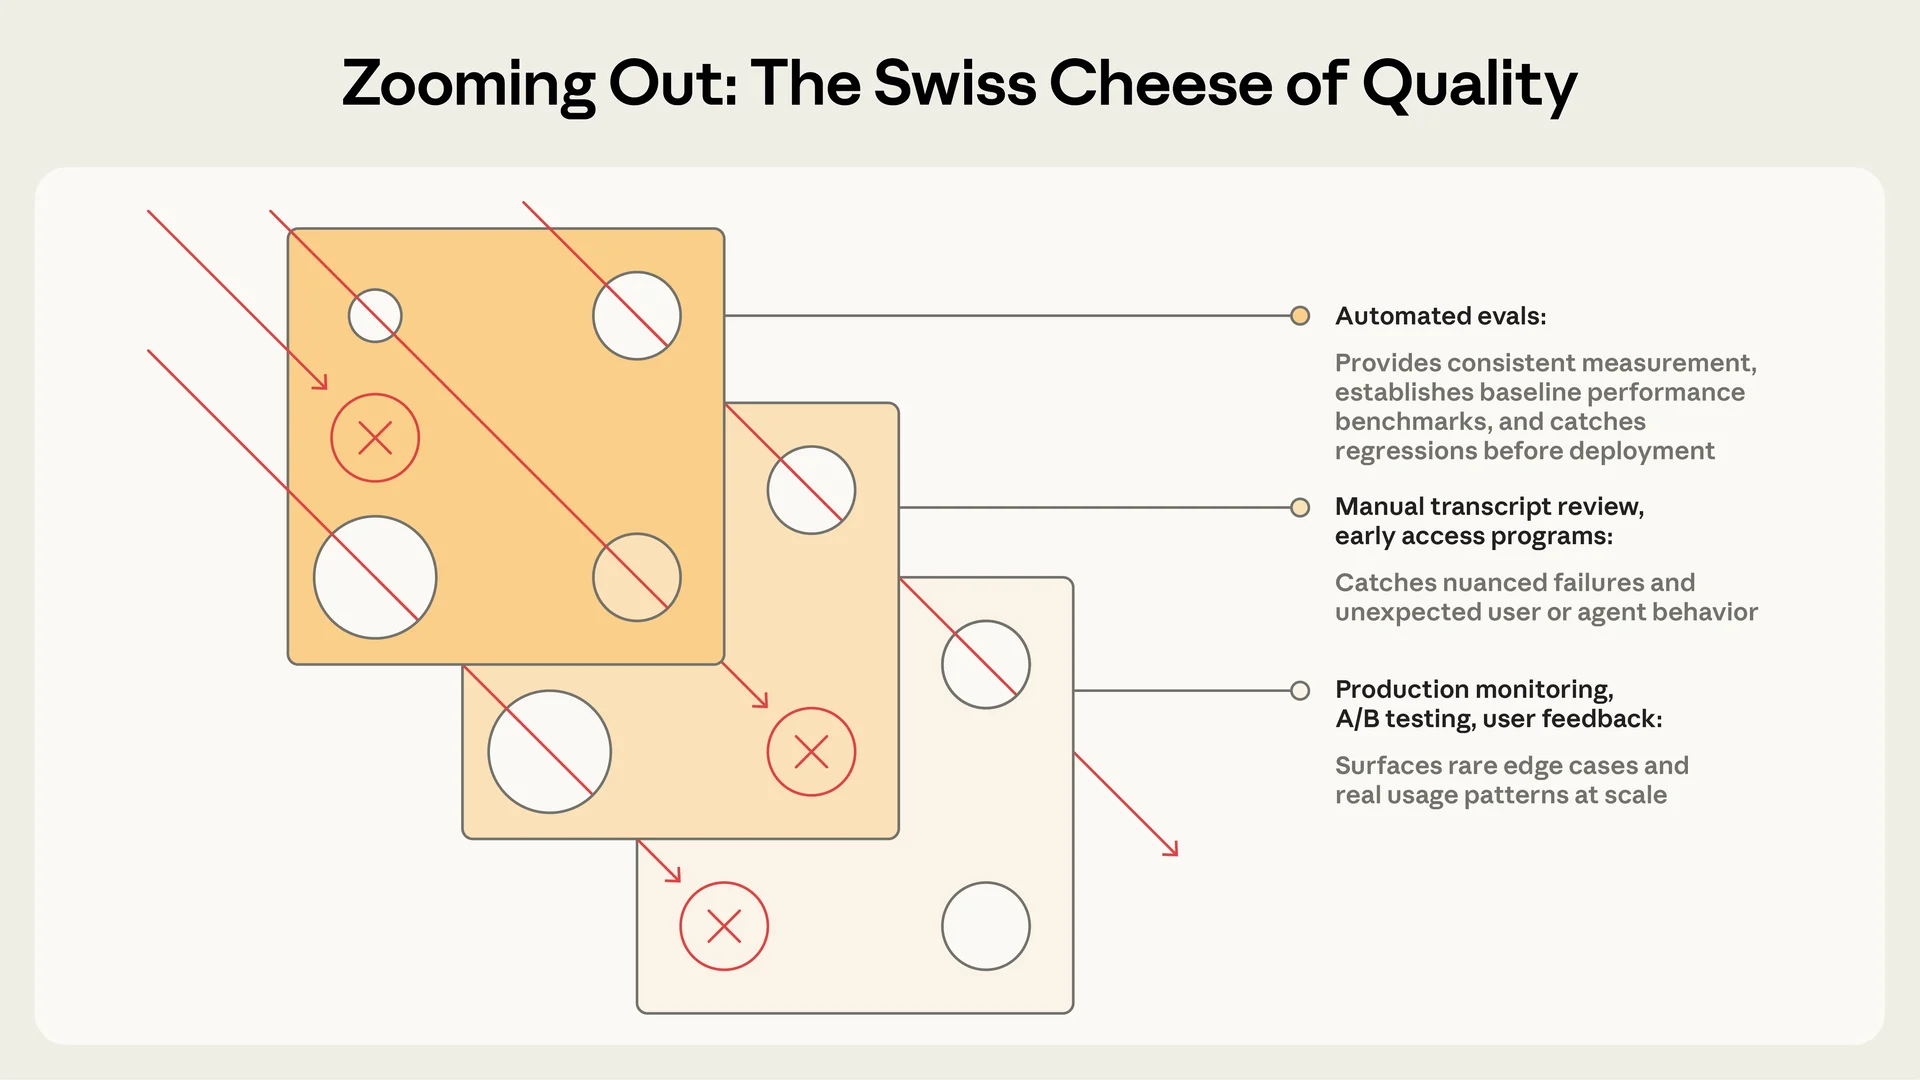 Zooming Out: The Swiss Cheese of Quality
Automated evals:
Provides consistent measurement,
establishes baseline performance
benchmarks, and catches
regressions before deployment
Manual transcript review,
early access programs:
Catches nuanced failures and
unexpected user or agent behavior
Production monitoring,
A/B testing, user feedback:
Surfaces rare edge cases and
real usage patterns at scale